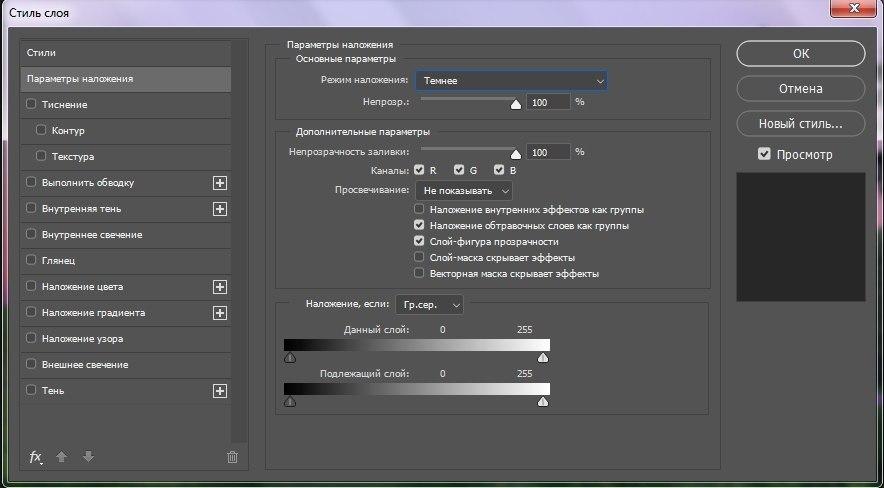 Стиль слоя
Стили
Параметры наложения
Тиснение
Контур
Текстура
Выполнить обводку
Внутренняя тень
Внутреннее свечение
Глянец
Наложение цвета
Наложение градиента
Наложение узора
Внешнее свечение
Тень
fx
Параметры наложения
Основные параметры
Режим наложения: Темнее
Непрозр.: 100 %
Дополнительные параметры
Непрозрачность заливки: 100 %
Каналы: R G B
Просвечивание: Не показывать
Наложение внутренних эффектов как группы
Наложение обтравочных слоев как группы
Слой-фигура прозрачности
Слой-маска скрывает эффекты
Векторная маска скрывает эффекты
Наложение, если: Гр.сер.
Данный слой: 0 255
Подлежащий слой: 0 255
ОК
Отмена
Новый стиль...
Просмотр